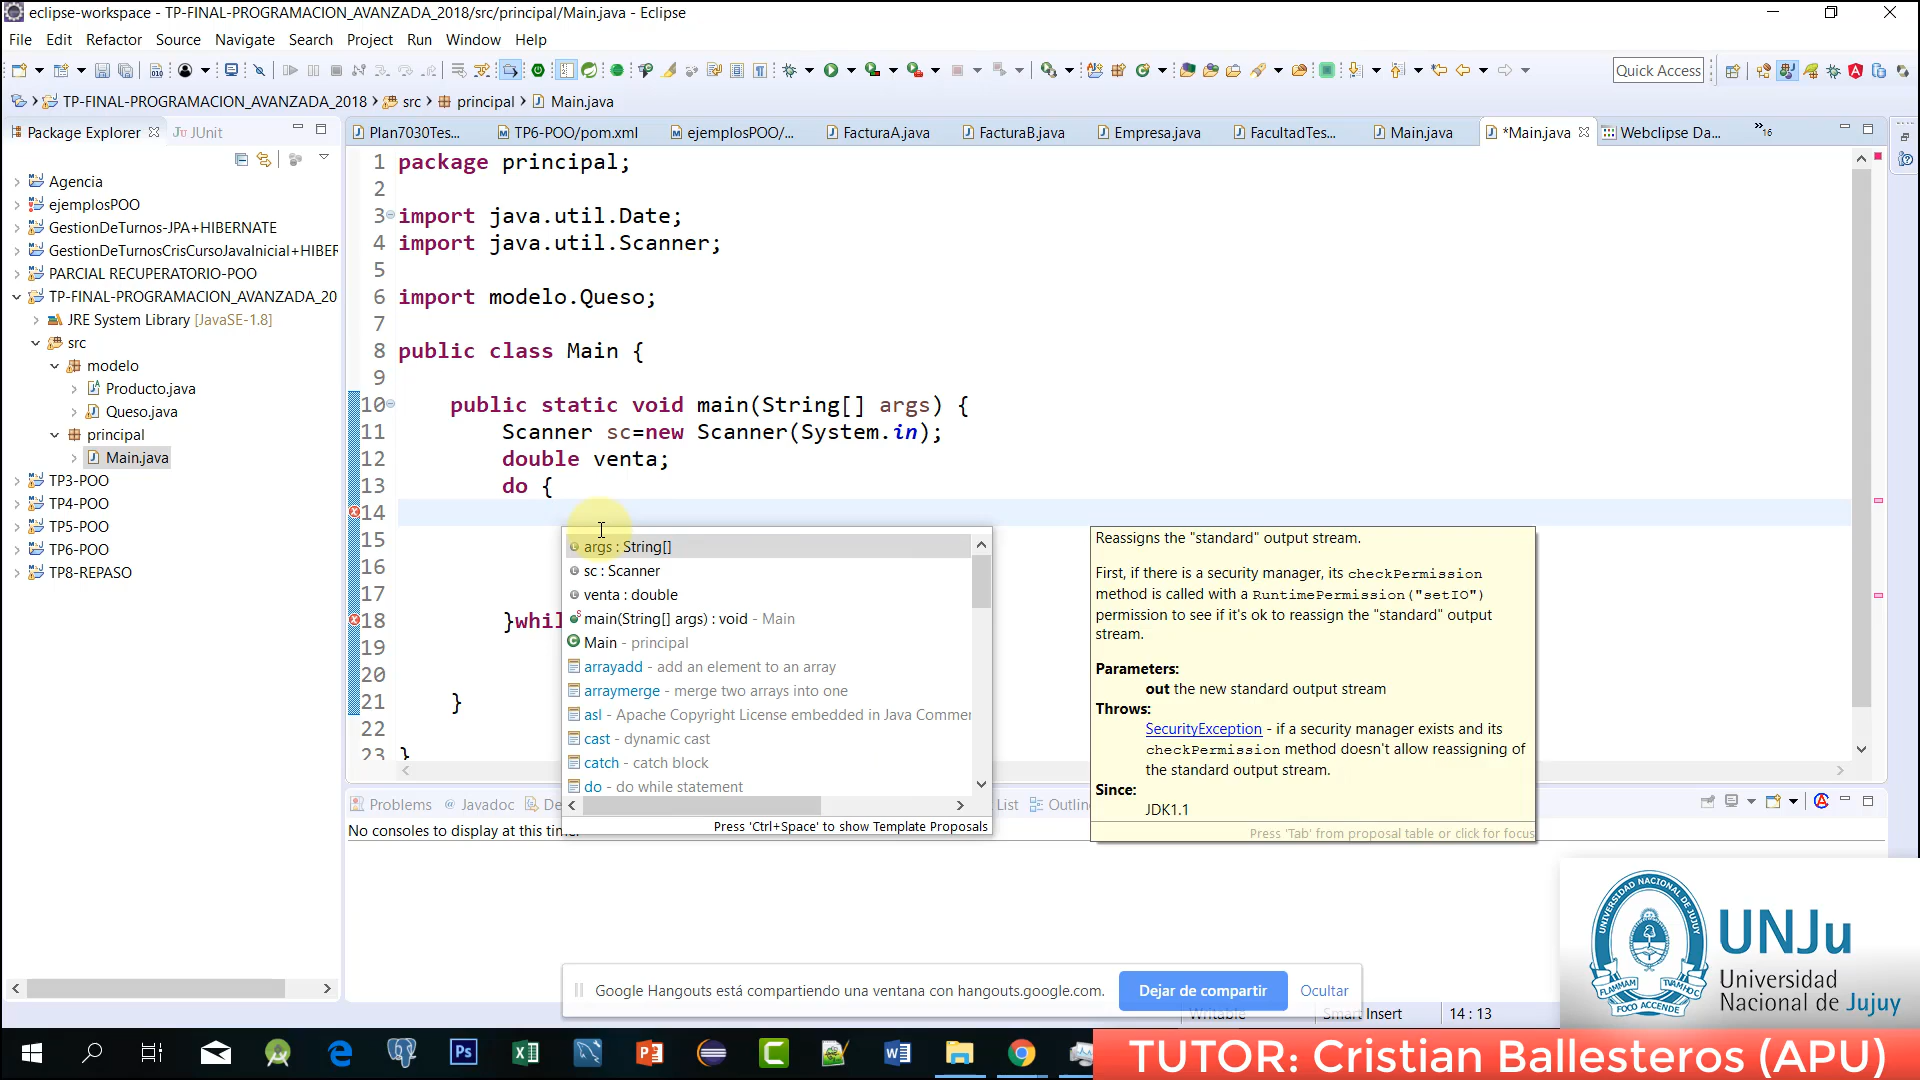 eclipse-workspace - TP-FINAL-PROGRAMACION_AVANZADA_2018/src/principal/Main.java - Eclipse
File Edit Refactor Source Navigate Search Project Run Window Help
Quick Access
TP-FINAL-PROGRAMACION_AVANZADA_2018 src principal Main.java
Package Explorer JUnit
Plan7030Tes... TP6-POO/pom.xml ejemplosPOO/... FacturaA.java FacturaB.java Empresa.java FacultadTes... Main.java *Main.java Webclipse Da... »16
Agencia
ejemplosPOO
GestionDeTurnos-JPA+HIBERNATE
GestionDeTurnosCrisCursoJavaInicial+HIBER
PARCIAL RECUPERATORIO-POO
TP-FINAL-PROGRAMACION_AVANZADA_20
JRE System Library [JavaSE-1.8]
src
modelo
Producto.java
Queso.java
principal
Main.java
TP3-POO
TP4-POO
TP5-POO
TP6-POO
TP8-REPASO
1 package principal;
2
3 import java.util.Date;
4 import java.util.Scanner;
5
6 import modelo.Queso;
7
8 public class Main {
9
10 public static void main(String[] args) {
11 Scanner sc=new Scanner(System.in);
12 double venta;
13 do {
14
15
16
17
18 }whil
19
20
21 }
22
23 }
args : String[]
sc : Scanner
venta : double
main(String[] args) : void - Main
Main - principal
arrayadd - add an element to an array
arraymerge - merge two arrays into one
asl - Apache Copyright License embedded in Java Commer
cast - dynamic cast
catch - catch block
do - do while statement
Press 'Ctrl+Space' to show Template Proposals
Reassigns the "standard" output stream.
First, if there is a security manager, its checkPermission
method is called with a RuntimePermission("setIO")
permission to see if it's ok to reassign the "standard" output
stream.
Parameters:
out the new standard output stream
Throws:
SecurityException - if a security manager exists and its
checkPermission method doesn't allow reassigning of
the standard output stream.
Since:
JDK1.1
Press 'Tab' from proposal table or click for focus
Problems @ Javadoc De List Outlin
No consoles to display at this time.
Google Hangouts está compartiendo una ventana con hangouts.google.com. Dejar de compartir Ocultar
Writable Smart Insert 14 : 13
UNIVERSIDAD NACIONAL DE JUJUY
UNJu
Universidad
Nacional de Jujuy
TUTOR: Cristian Ballesteros (APU)